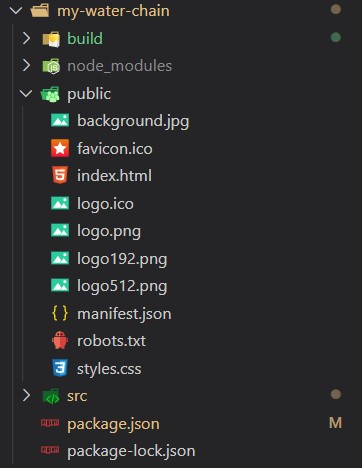 my-water-chain
build
node_modules
public
background.jpg
favicon.ico
index.html
logo.ico
logo.png
logo192.png
logo512.png
manifest.json
robots.txt
styles.css
src
package.json M
package-lock.json